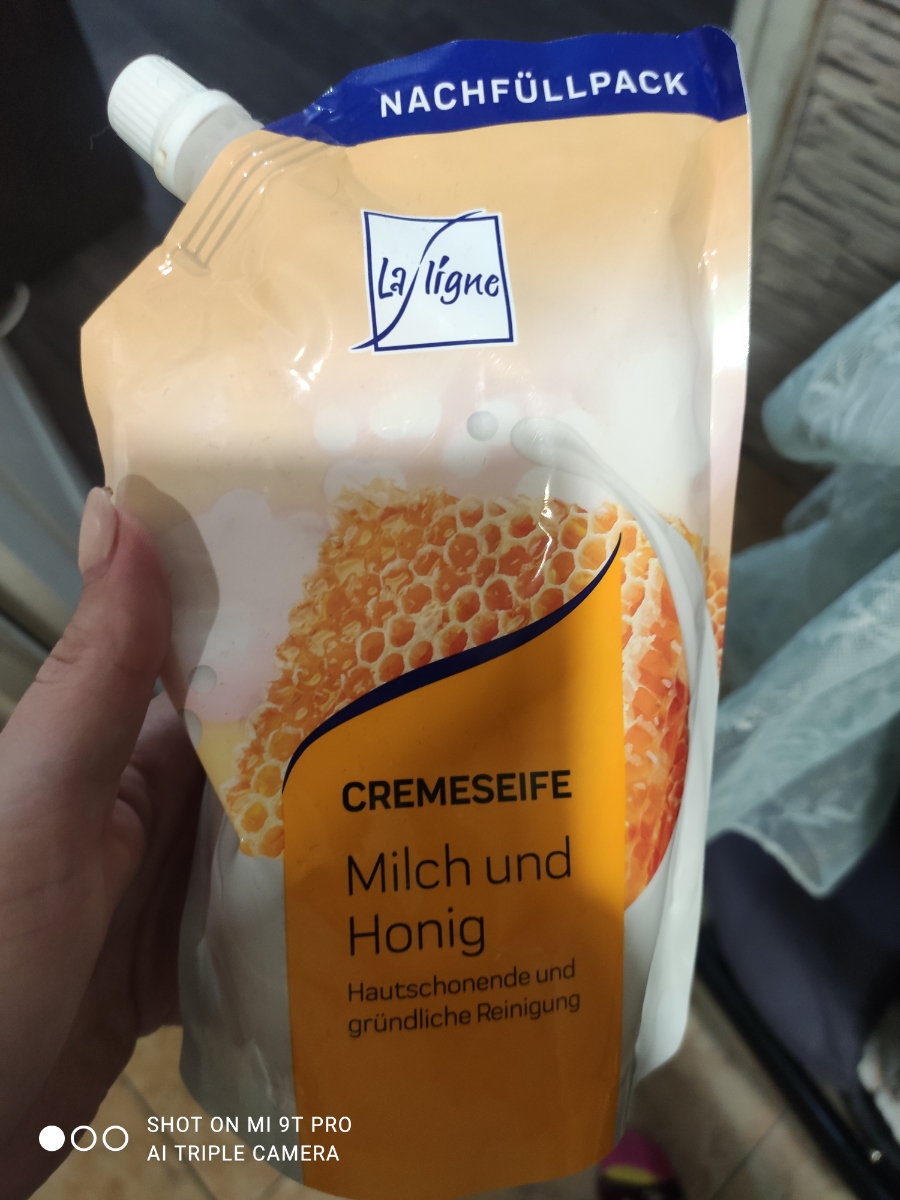 NACHFÜLLPACK
La ligne
CREMESEIFE
Milch und
Honig
Hautschonende und
gründliche Reinigung
SHOT ON MI 9T PRO
AI TRIPLE CAMERA